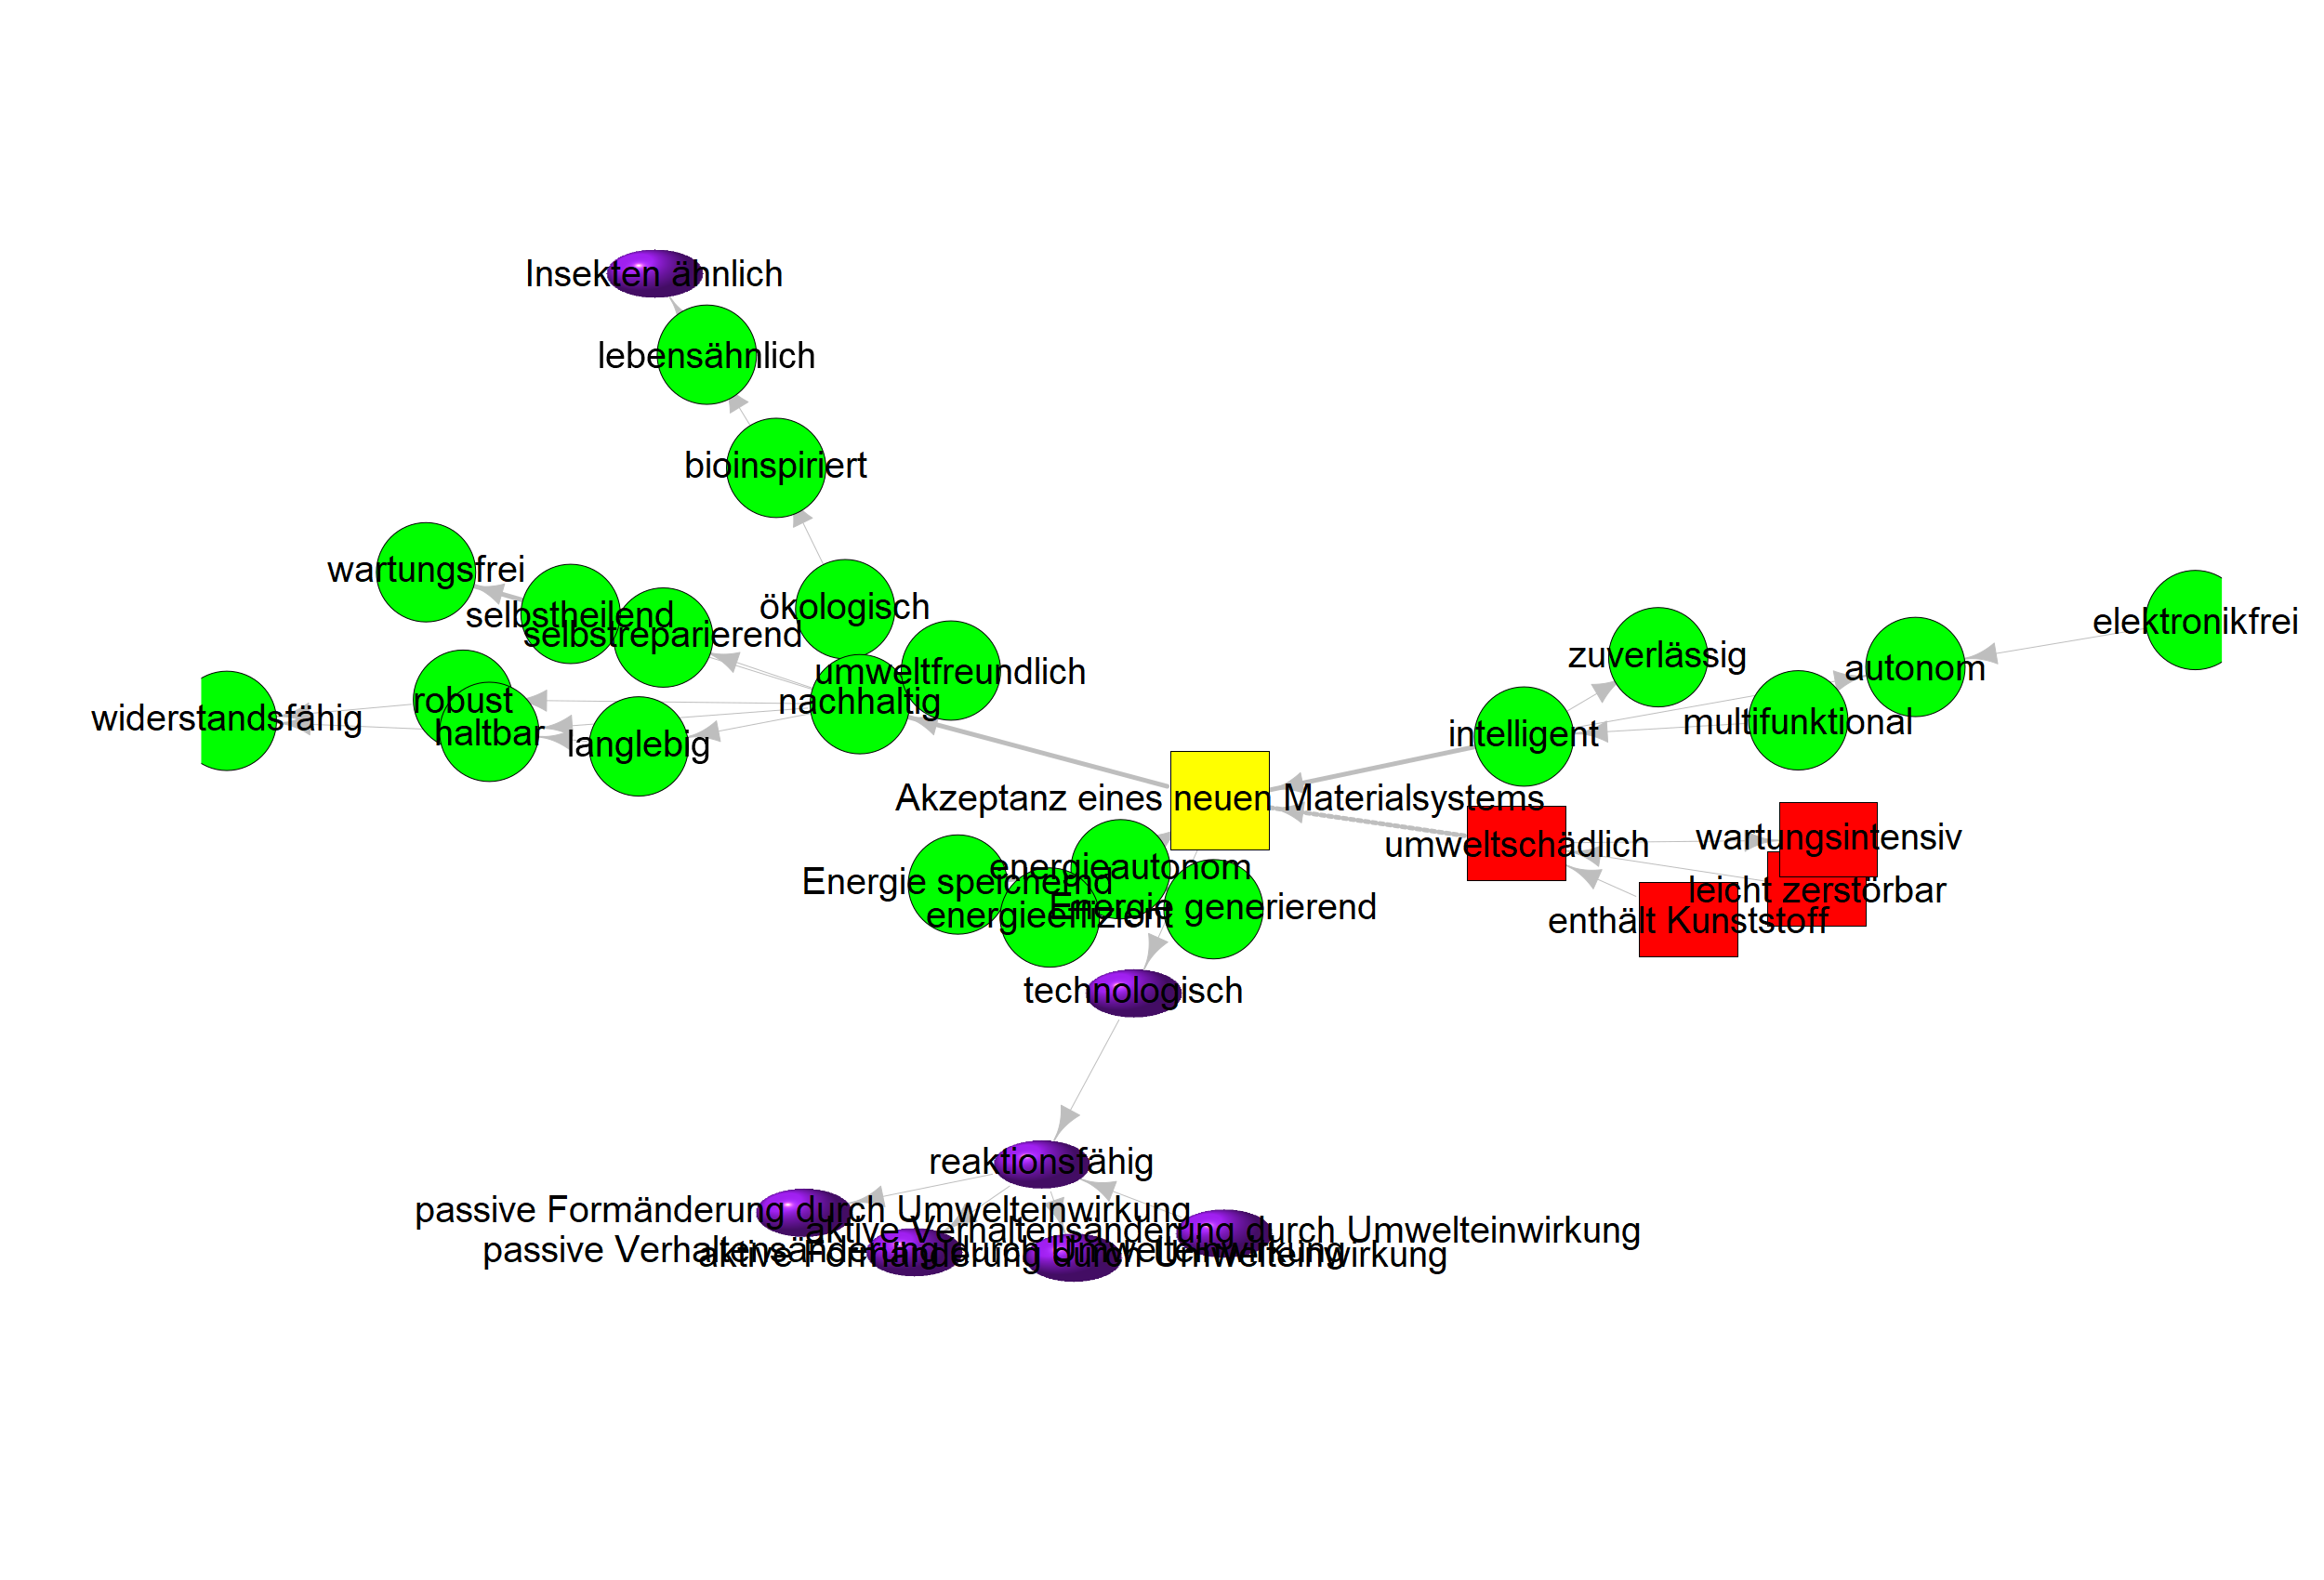 Insekten ähnlich
lebensähnlich
bioinspiriert
wartungsfrei
selbstheilend
selbstreparierend
ökologisch
umweltfreundlich
nachhaltig
robust
widerstandsfähig
haltbar
langlebig
elektronikfrei
zuverlässig
autonom
multifunktional
intelligent
Akzeptanz eines neuen Materialsystems
umweltschädlich
wartungsintensiv
leicht zerstörbar
enthält Kunststoff
energieautonom
Energie speichernd
Energie generierend
energieeffizient
technologisch
reaktionsfähig
passive Formänderung durch Umwelteinwirkung
aktive Verhaltensänderung durch Umwelteinwirkung
passive Verhaltensänderung durch Umwelteinwirkung
aktive Formänderung durch Umwelteinwirkung